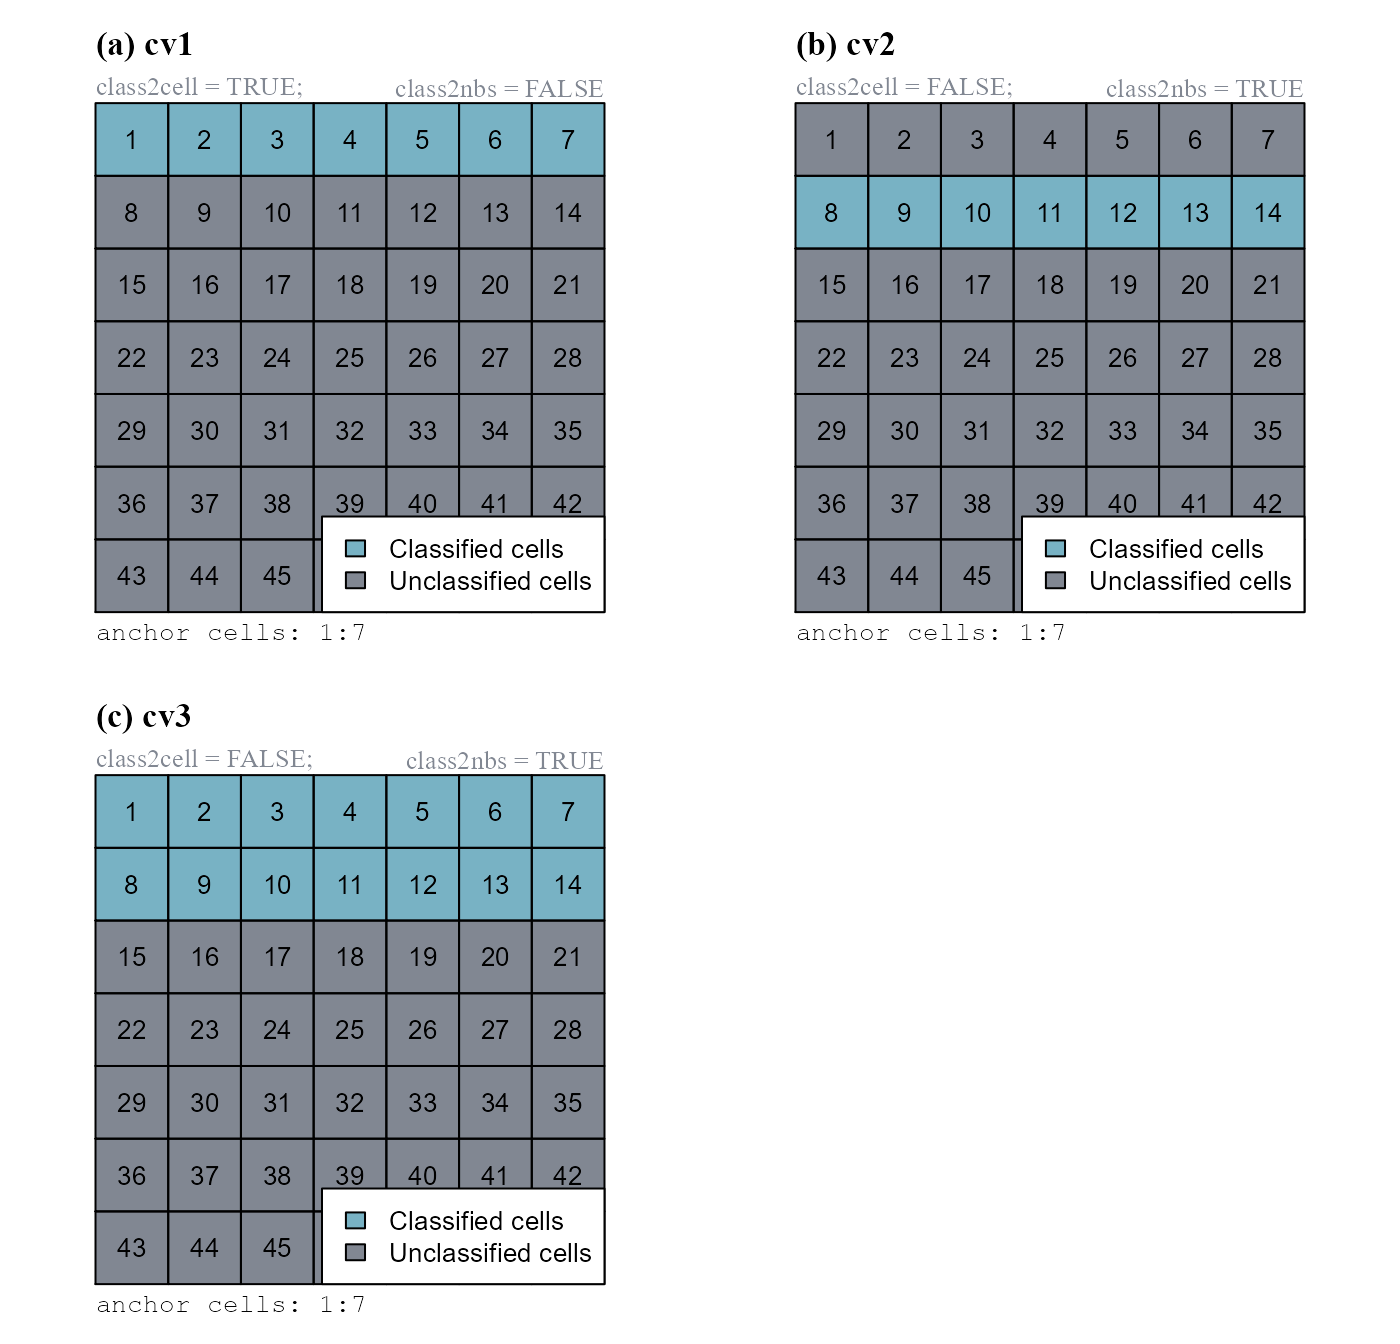 (a) cv1
class2cell = TRUE; class2nbs = FALSE
1 2 3 4 5 6 7
8 9 10 11 12 13 14
15 16 17 18 19 20 21
22 23 24 25 26 27 28
29 30 31 32 33 34 35
36 37 38 39 40 41 42
43 44 45
Classified cells
Unclassified cells
anchor cells: 1:7
(b) cv2
class2cell = FALSE; class2nbs = TRUE
1 2 3 4 5 6 7
8 9 10 11 12 13 14
15 16 17 18 19 20 21
22 23 24 25 26 27 28
29 30 31 32 33 34 35
36 37 38 39 40 41 42
43 44 45
Classified cells
Unclassified cells
anchor cells: 1:7
(c) cv3
class2cell = FALSE; class2nbs = TRUE
1 2 3 4 5 6 7
8 9 10 11 12 13 14
15 16 17 18 19 20 21
22 23 24 25 26 27 28
29 30 31 32 33 34 35
36 37 38 39 40 41 42
43 44 45
Classified cells
Unclassified cells
anchor cells: 1:7